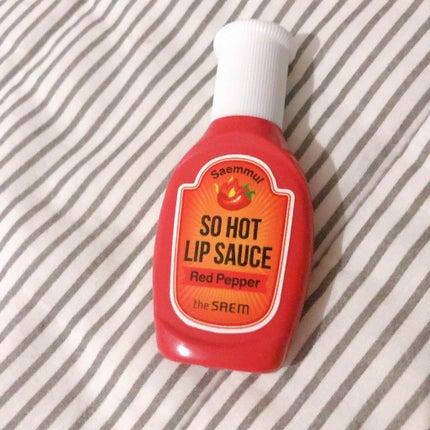 Saemmul
SO HOT
LIP SAUCE
Red Pepper
the SAEM